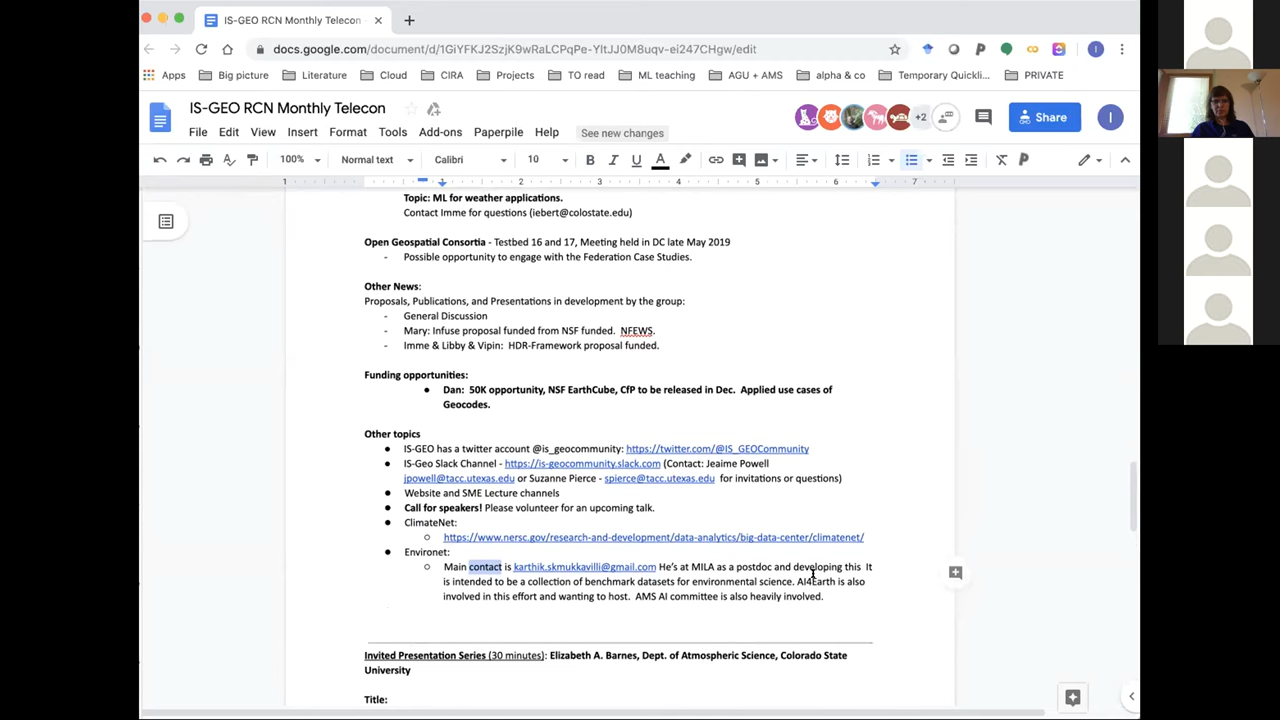 IS-GEO RCN Monthly Telecon
docs.google.com/document/d/1GiYFKJ2SzjK9wRaLCPqPe-YltJJ0M8uqv-ei247CHgw/edit
Apps Big picture Literature Cloud CIRA Projects TO read ML teaching AGU + AMS alpha & co Temporary Quickli... PRIVATE
IS-GEO RCN Monthly Telecon
+2 Share I
File Edit View Insert Format Tools Add-ons Paperpile Help See new changes
100% Normal text Calibri 10 B I U A
1 1 2 3 4 5 6 7
Topic: ML for weather applications.
Contact Imme for questions (iebert@colostate.edu)
Open Geospatial Consortia - Testbed 16 and 17, Meeting held in DC late May 2019
- Possible opportunity to engage with the Federation Case Studies.
Other News:
Proposals, Publications, and Presentations in development by the group:
- General Discussion
- Mary: Infuse proposal funded from NSF funded. NFEWS.
- Imme & Libby & Vipin: HDR-Framework proposal funded.
Funding opportunities:
● Dan: 50K opportunity, NSF EarthCube, CfP to be released in Dec. Applied use cases of
Geocodes.
Other topics
● IS-GEO has a twitter account @is_geocommunity: https://twitter.com/@IS_GEOCommunity
● IS-Geo Slack Channel - https://is-geocommunity.slack.com (Contact: Jeaime Powell
jpowell@tacc.utexas.edu or Suzanne Pierce - spierce@tacc.utexas.edu for invitations or questions)
● Website and SME Lecture channels
● Call for speakers! Please volunteer for an upcoming talk.
● ClimateNet:
○ https://www.nersc.gov/research-and-development/data-analytics/big-data-center/climatenet/
● Environet:
○ Main contact is karthik.skmukkavilli@gmail.com He's at MILA as a postdoc and developing this It
is intended to be a collection of benchmark datasets for environmental science. AI4Earth is also
involved in this effort and wanting to host. AMS AI committee is also heavily involved.
Invited Presentation Series (30 minutes): Elizabeth A. Barnes, Dept. of Atmospheric Science, Colorado State
University
Title: